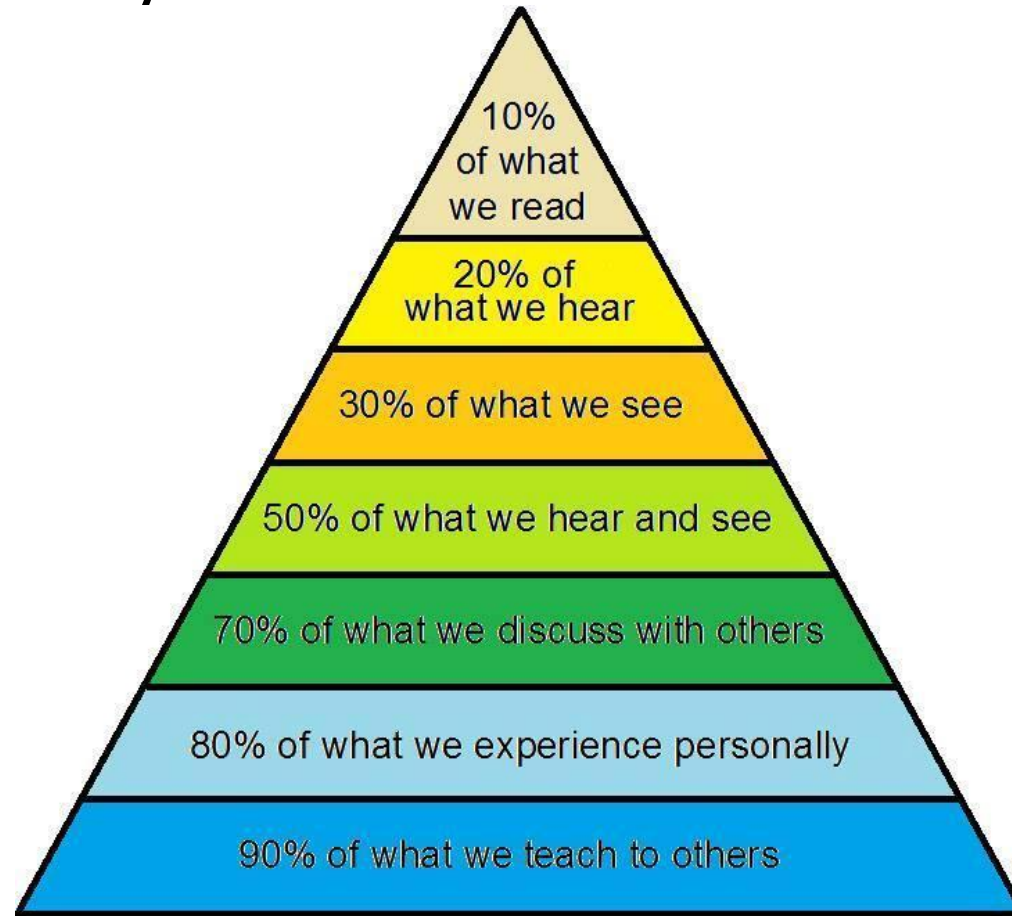 10%
of what
we read
20% of
what we hear
30% of what we see
50% of what we hear and see
70% of what we discuss with others
80% of what we experience personally
90% of what we teach to others